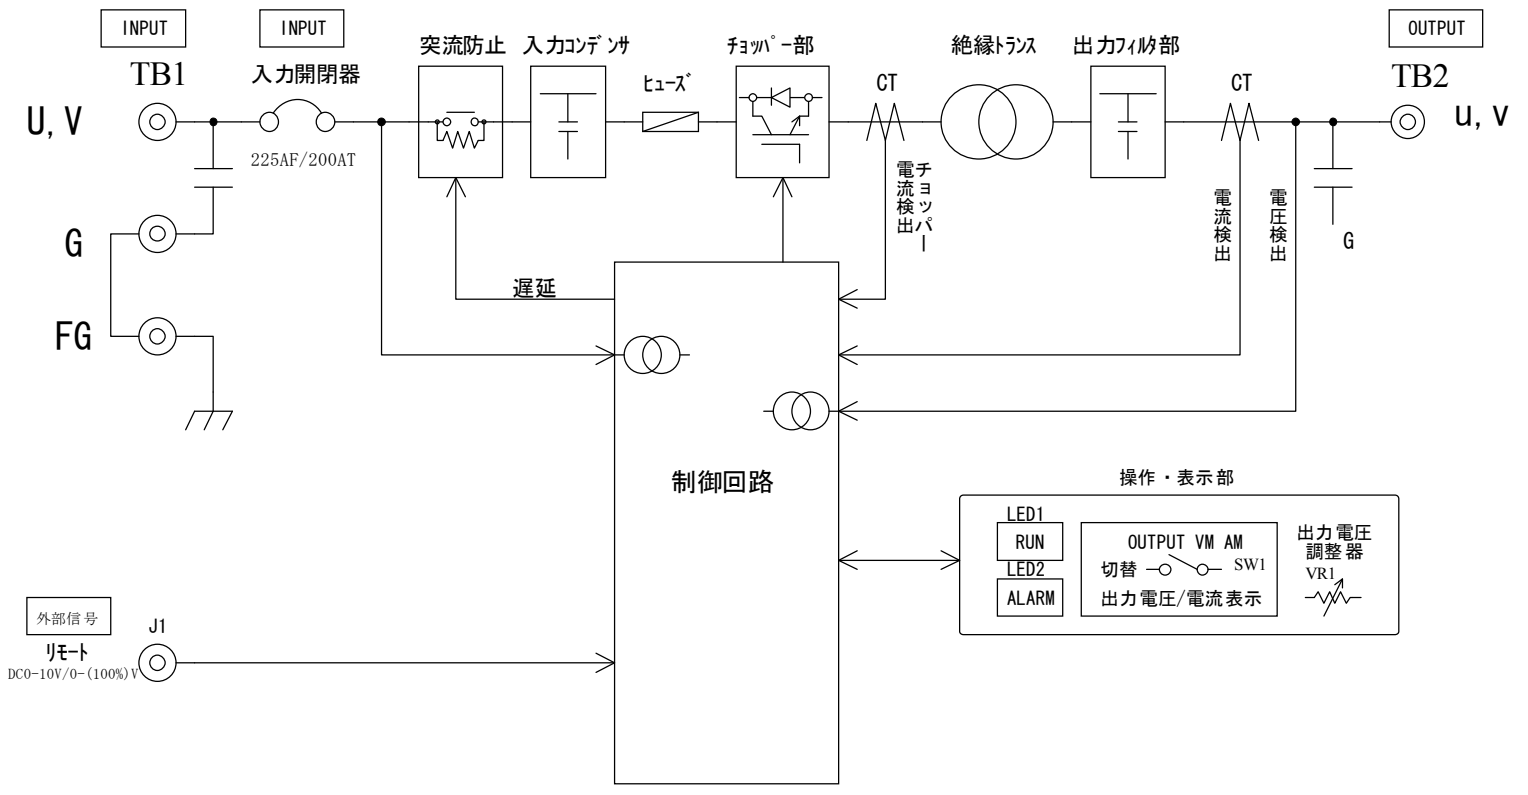 INPUT
INPUT
OUTPUT
TB1
入力開閉器
突流防止
入力ｺﾝﾃﾞﾝｻ
ﾋｭｰｽﾞ
ﾁｮｯﾊﾟｰ部
CT
絶縁ﾄﾗﾝｽ
出力ﾌｨﾙﾀ部
CT
TB2
U,V
225AF/200AT
u,v
チョッパー
電流検出
電流検出
電圧検出
G
G
FG
遅延
制御回路
操作・表示部
LED1
RUN
LED2
ALARM
OUTPUT VM AM
切替
SW1
出力電圧/電流表示
出力電圧
調整器
VR1
外部信号
J1
ﾘﾓｰﾄ
DC0-10V/0-(100%)V